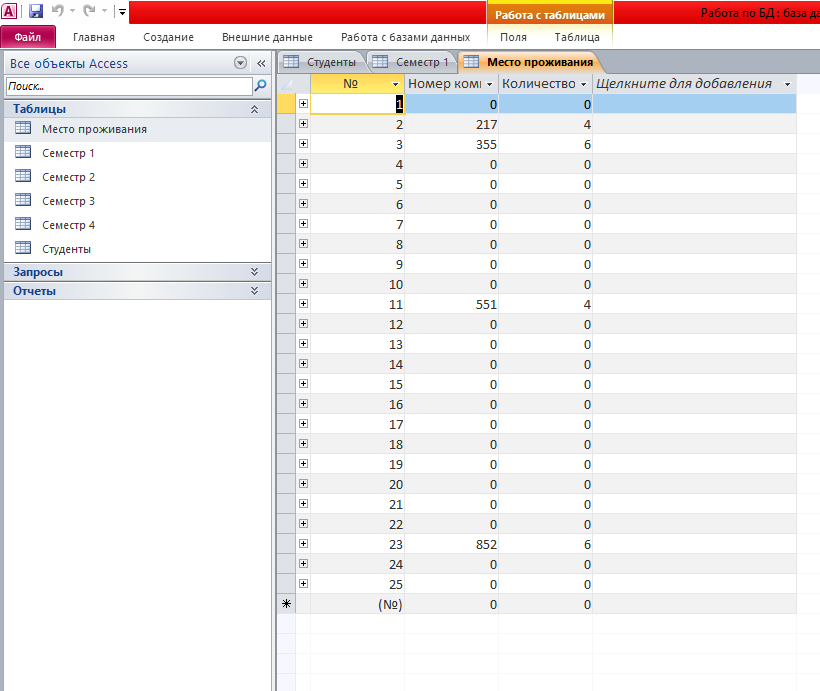 A
Работа с таблицами
Работа по БД : база да
Файл Главная Создание Внешние данные Работа с базами данных Поля Таблица
Все объекты Access «
Студенты Семестр 1 Место проживания
Поиск...
№ Номер ком Количество Щелкните для добавления
Таблицы
Место проживания
Семестр 1
Семестр 2
Семестр 3
Семестр 4
Студенты
Запросы
Отчеты
1 0 0
2 217 4
3 355 6
4 0 0
5 0 0
6 0 0
7 0 0
8 0 0
9 0 0
10 0 0
11 551 4
12 0 0
13 0 0
14 0 0
15 0 0
16 0 0
17 0 0
18 0 0
19 0 0
20 0 0
21 0 0
22 0 0
23 852 6
24 0 0
25 0 0
(№) 0 0